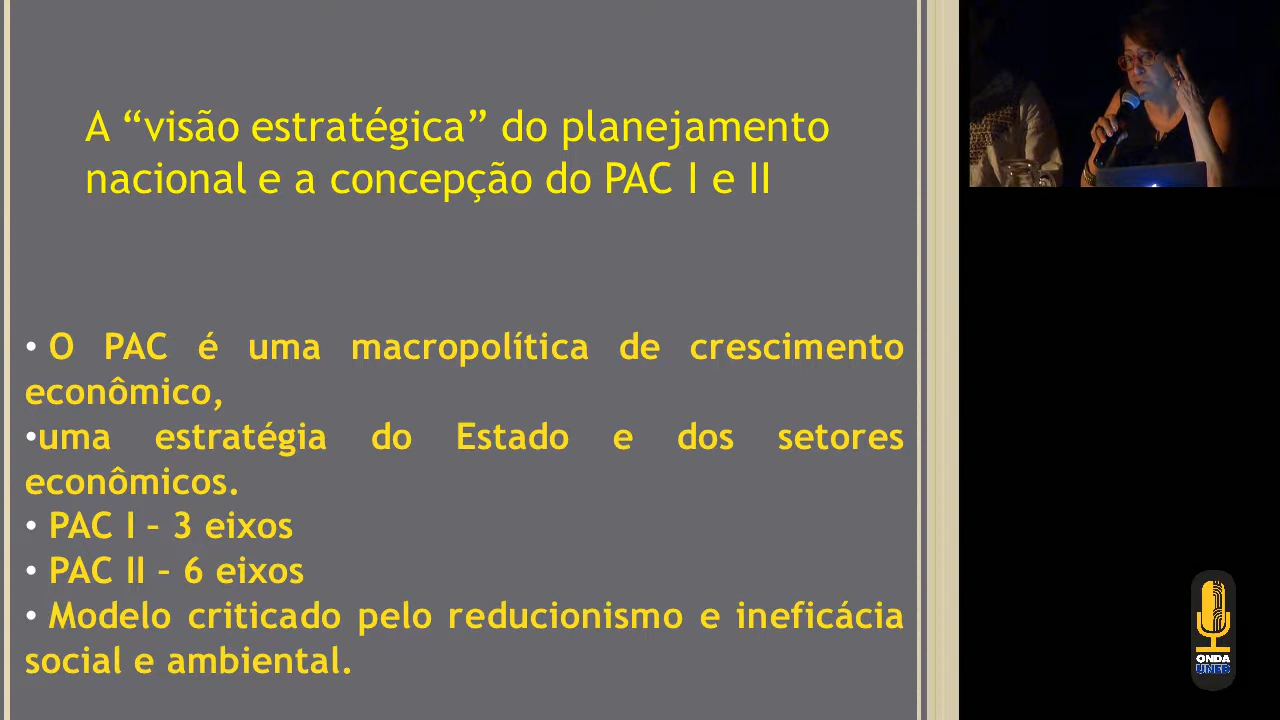 A “visão estratégica” do planejamento
nacional e a concepção do PAC I e II
• O PAC é uma macropolítica de crescimento
econômico,
•uma estratégia do Estado e dos setores
econômicos.
• PAC I – 3 eixos
• PAC II – 6 eixos
• Modelo criticado pelo reducionismo e ineficácia
social e ambiental.
ONDA
UNEB